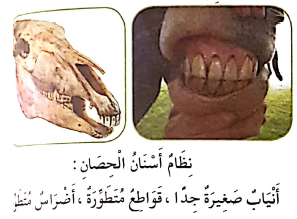 نِظَامُ أَسْنَانُ الْحِصَانِ :
أَنْيَابٌ صَغِيرَةٌ جِدًا ، قَوَاطِعُ مُتَطَوِّرَةٌ ، أَضْرَاسٌ